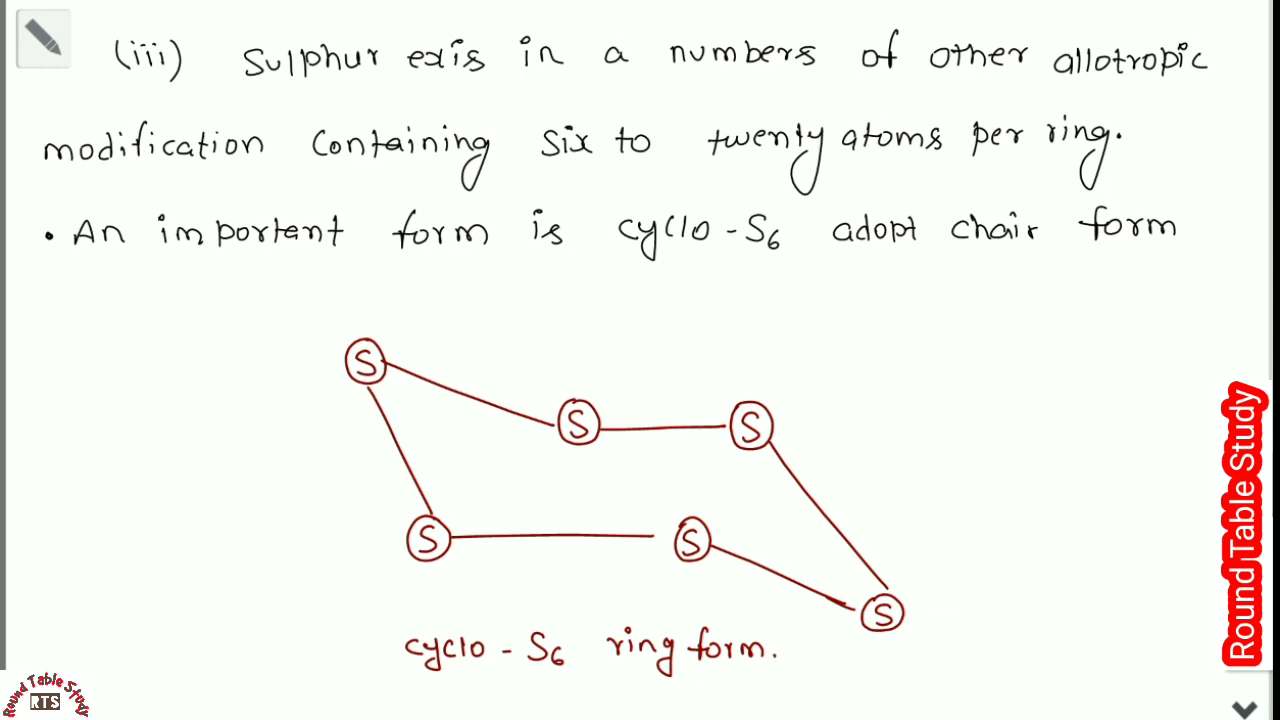 (iii) Sulphur exis in a numbers of other allotropic
modification containing six to twenty atoms per ring.
• An important form is cyclo - S₆ adopt chair form
S
S
S
S
S
S
cyclo - S₆ ring form.
Round Table Study
Round Table Study
RTS